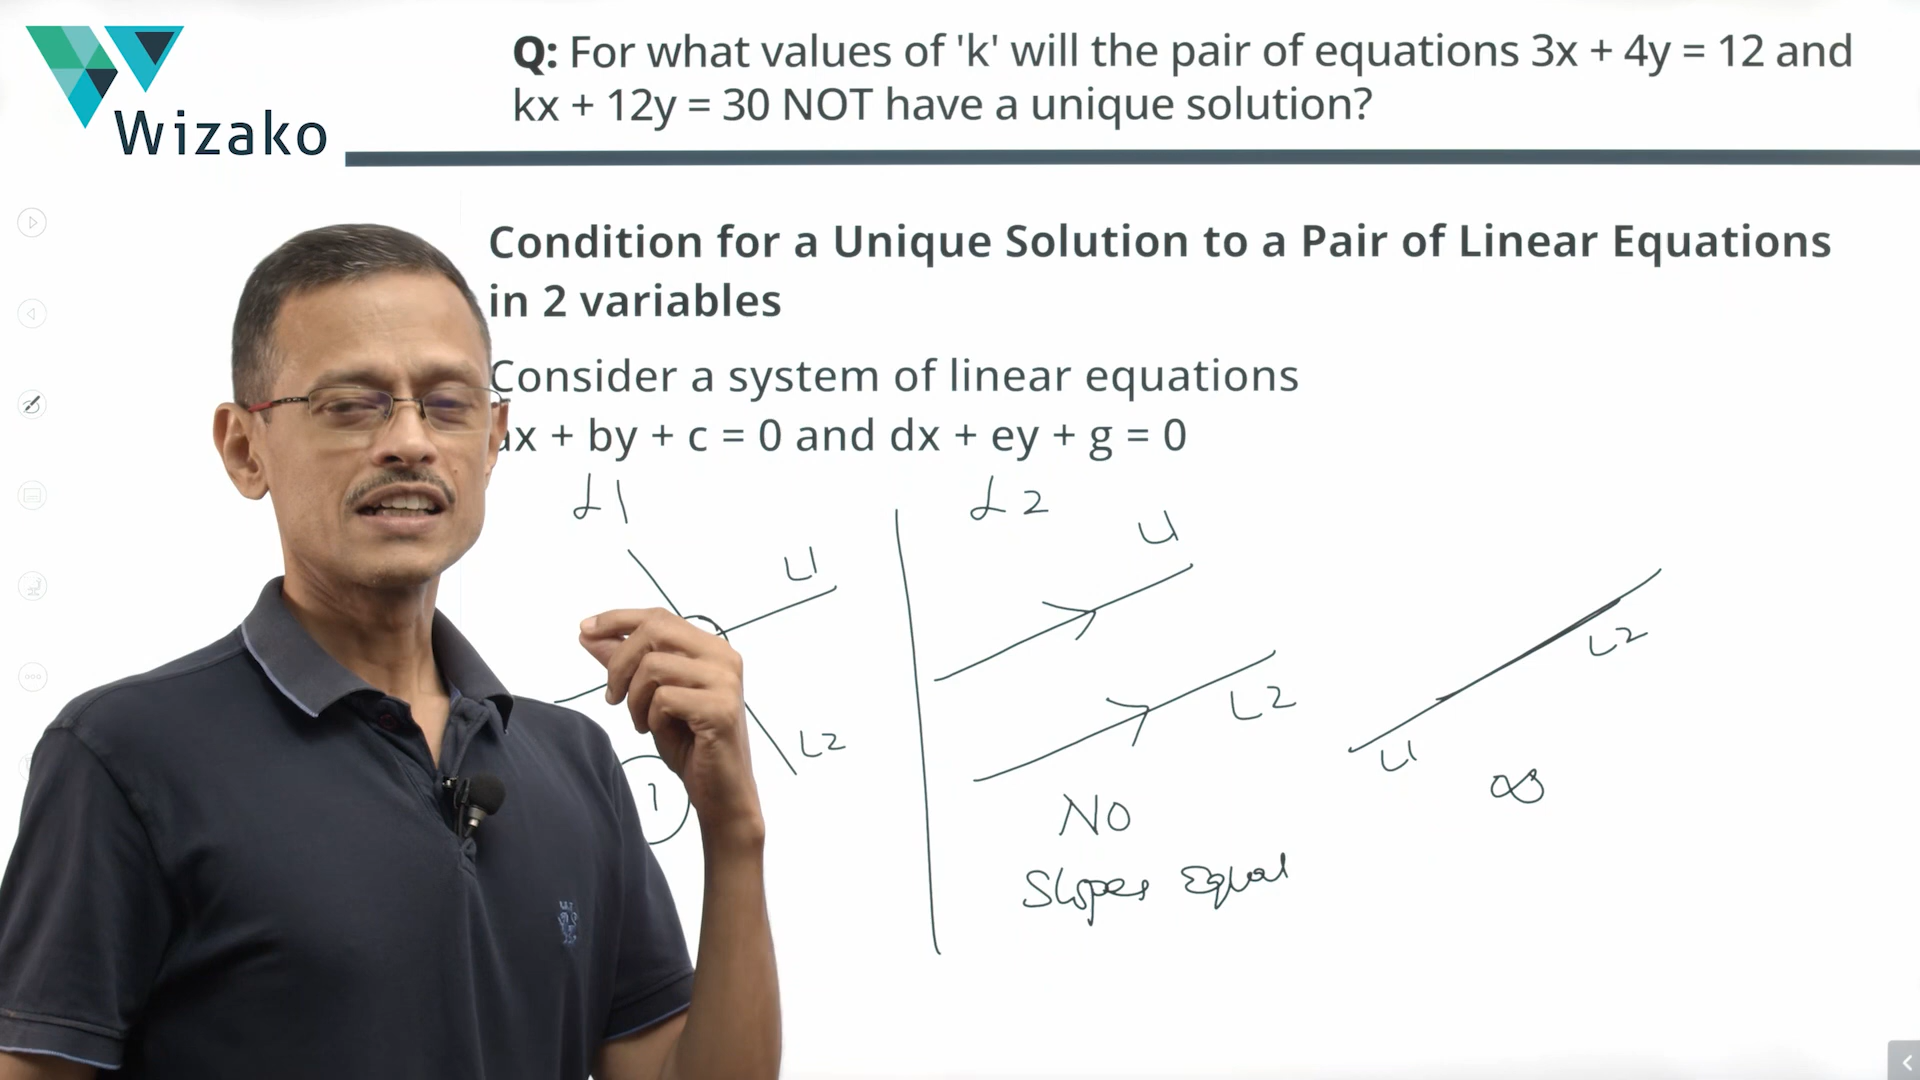 Wizako
Q: For what values of 'k' will the pair of equations 3x + 4y = 12 and
kx + 12y = 30 NOT have a unique solution?
Condition for a Unique Solution to a Pair of Linear Equations
in 2 variables
Consider a system of linear equations
ax + by + c = 0 and dx + ey + g = 0
L1
L2
L1
L2
1
L1
L2
NO
Slopes Equal
L1
L2
∞